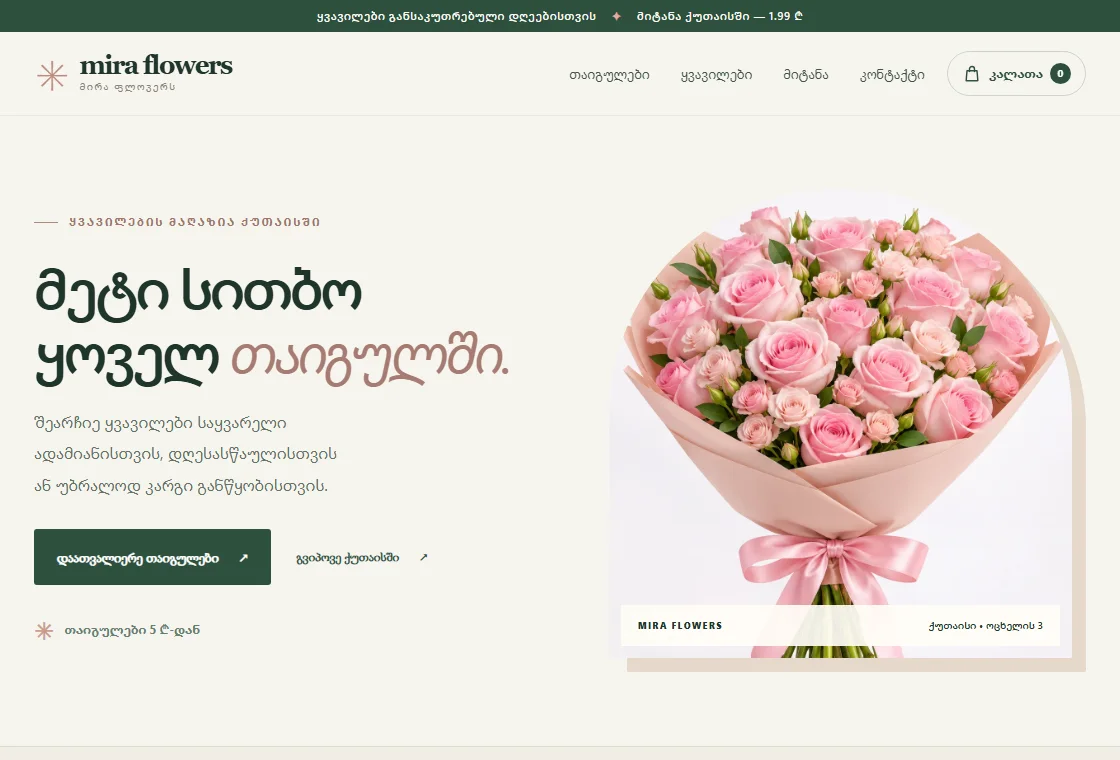 ყვავილები განსაკუთრებული დღეებისთვის ✦ მიტანა ქუთაისში — 1.99 ₾
mira flowers
მირა ფლოვერს
თაიგულები ყვავილები მიტანა კონტაქტი კალათა 0
ყვავილების მაღაზია ქუთაისში
მეტი სითბო
ყოველ თაიგულში.
შეარჩიე ყვავილები საყვარელი
ადამიანისთვის, დღესასწაულისთვის
ან უბრალოდ კარგი განწყობისთვის.
დაათვალიერე თაიგულები ↗ გვიპოვე ქუთაისში ↗
თაიგულები 5 ₾-დან
MIRA FLOWERS ქუთაისი • ოცხელის 3